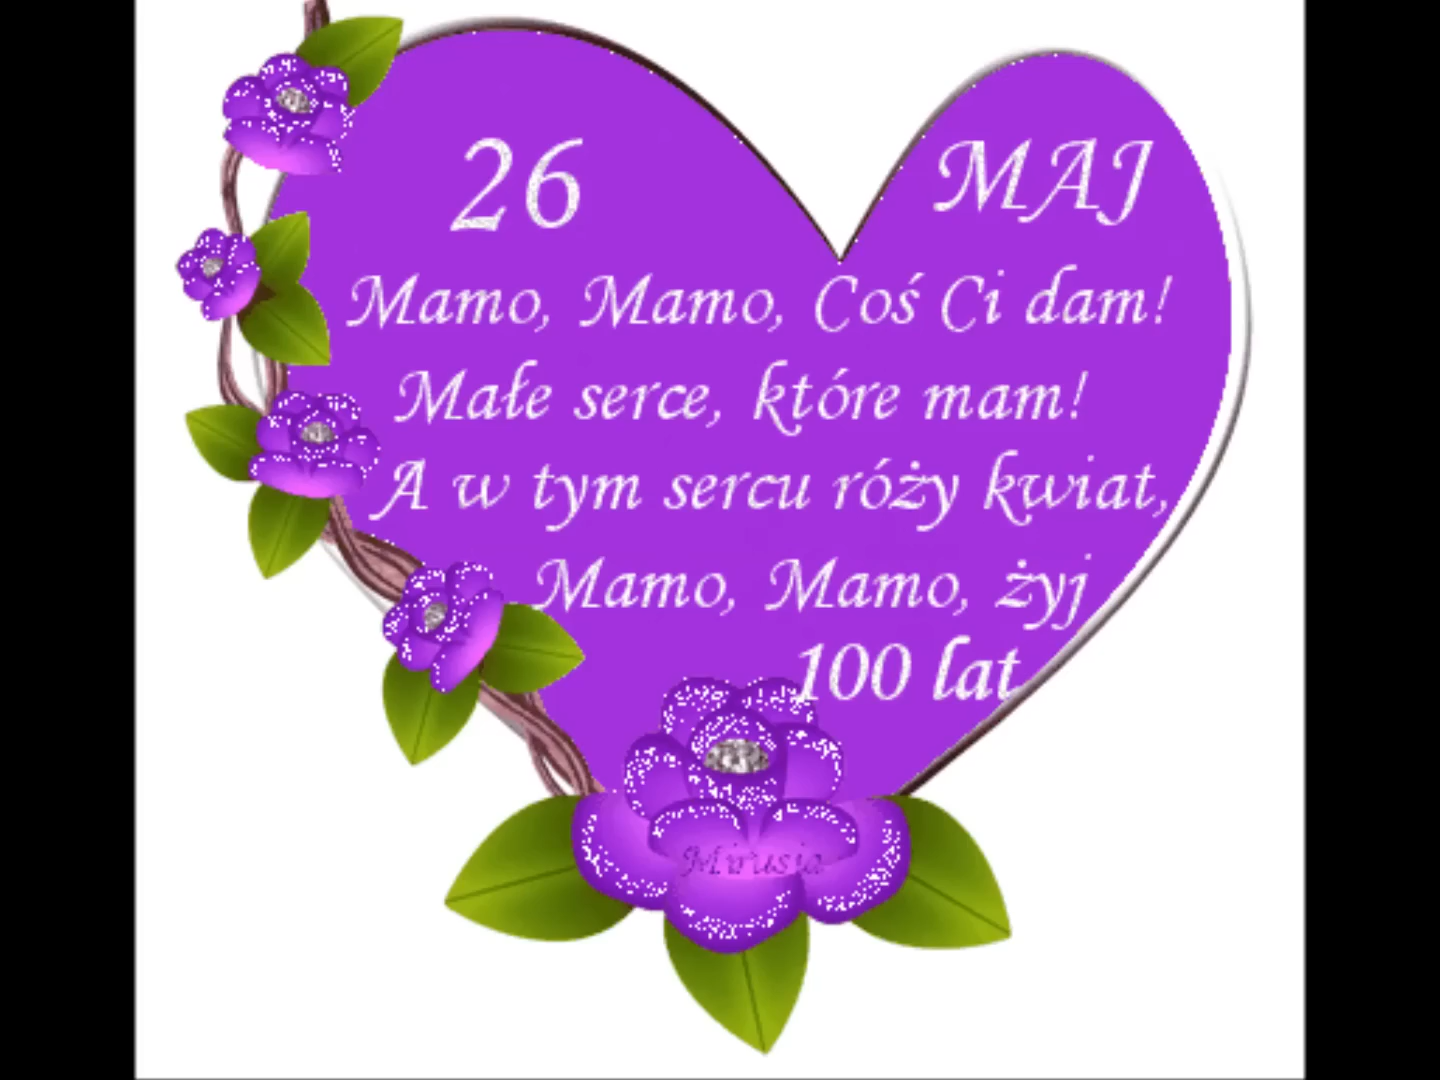 26 MAJ
Mamo, Mamo, Coś Ci dam!
Małe serce, które mam!
A w tym sercu róży kwiat,
Mamo, Mamo, żyj
100 lat
Mirusia